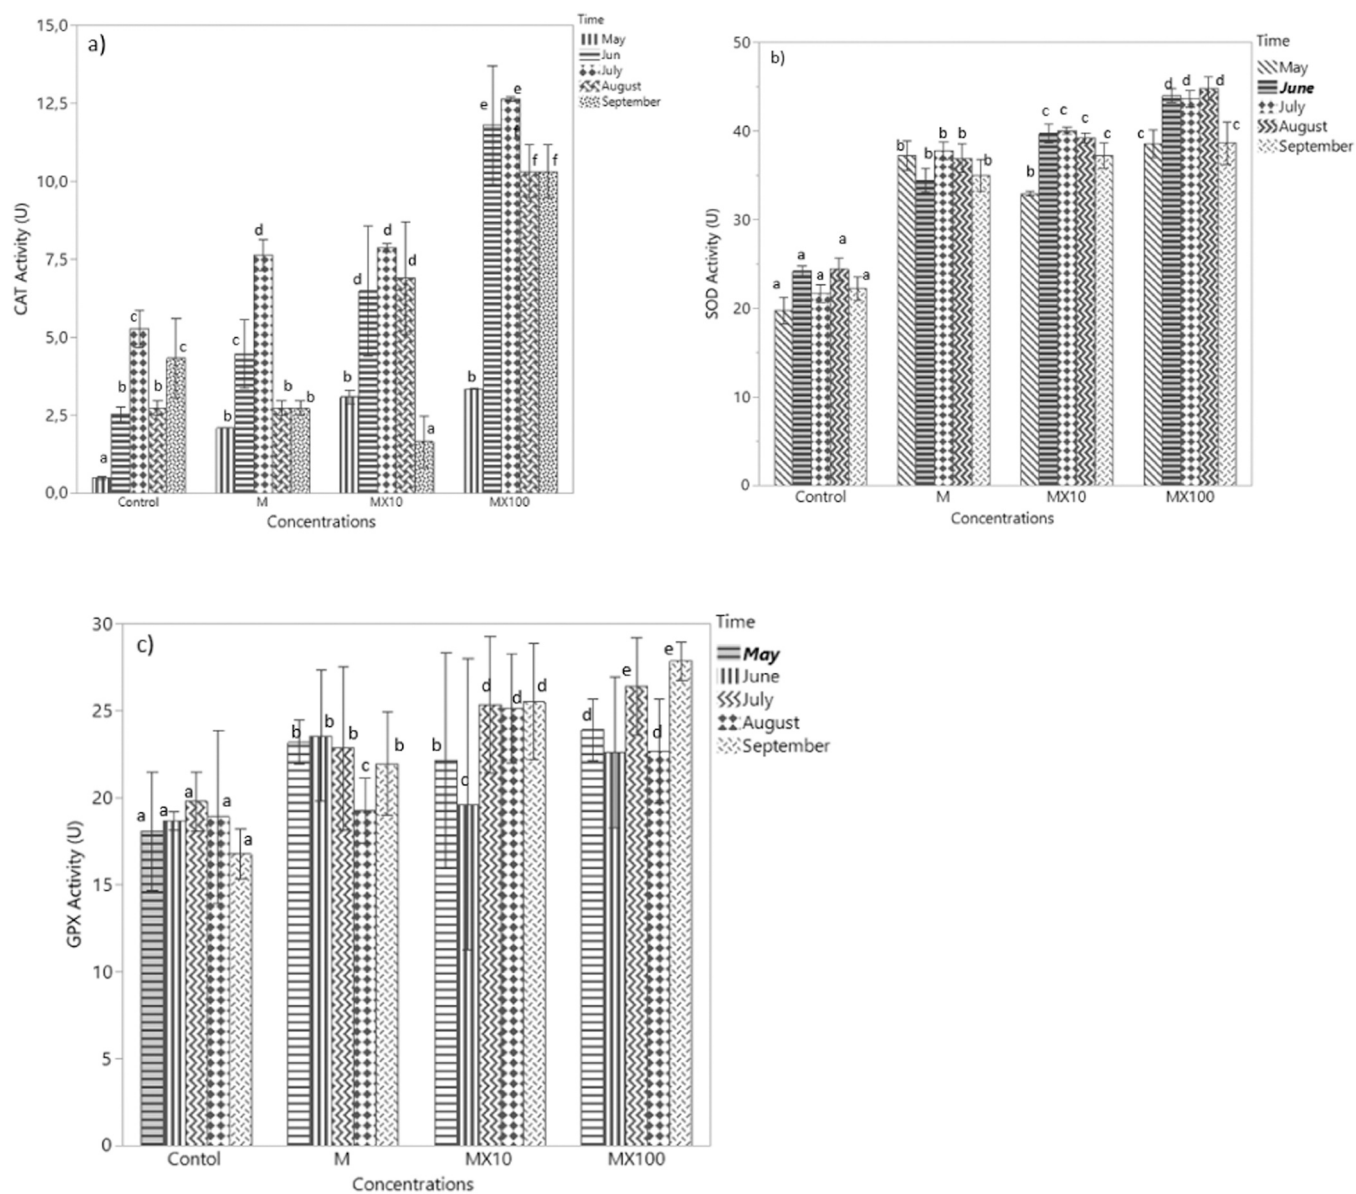 a)
15,0
12,5
10,0
7,5
5,0
2,5
0,0
CAT Activity (U)
a b c b c
b c d b b
b d d d a
b e e f f
Control M MX10 MX100
Concentrations
Time
May
Jun
July
August
September
b)
50
40
30
20
10
0
SOD Activity (U)
a a a a a
b b b b b
b c c c c
c d d d c
Control M MX10 MX100
Concentrations
Time
May
June
July
August
September
c)
30
25
20
15
10
5
0
GPX Activity (U)
a a a a a
b b b c b
b c d d d
d e d e
Contol M MX10 MX100
Concentrations
Time
May
June
July
August
September